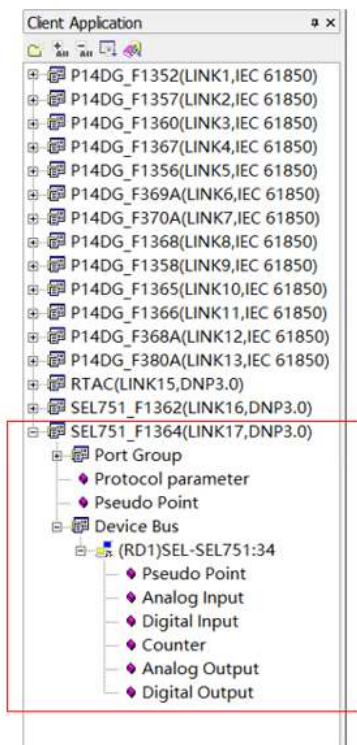 Client Application
All All
P14DG_F1352(LINK1,IEC 61850)
P14DG_F1357(LINK2,IEC 61850)
P14DG_F1360(LINK3,IEC 61850)
P14DG_F1367(LINK4,IEC 61850)
P14DG_F1356(LINK5,IEC 61850)
P14DG_F369A(LINK6,IEC 61850)
P14DG_F370A(LINK7,IEC 61850)
P14DG_F1368(LINK8,IEC 61850)
P14DG_F1358(LINK9,IEC 61850)
P14DG_F1365(LINK10,IEC 61850)
P14DG_F1366(LINK11,IEC 61850)
P14DG_F368A(LINK12,IEC 61850)
P14DG_F380A(LINK13,IEC 61850)
RTAC(LINK15,DNP3.0)
SEL751_F1362(LINK16,DNP3.0)
SEL751_F1364(LINK17,DNP3.0)
Port Group
Protocol parameter
Pseudo Point
Device Bus
(RD1)SEL-SEL751:34
Pseudo Point
Analog Input
Digital Input
Counter
Analog Output
Digital Output